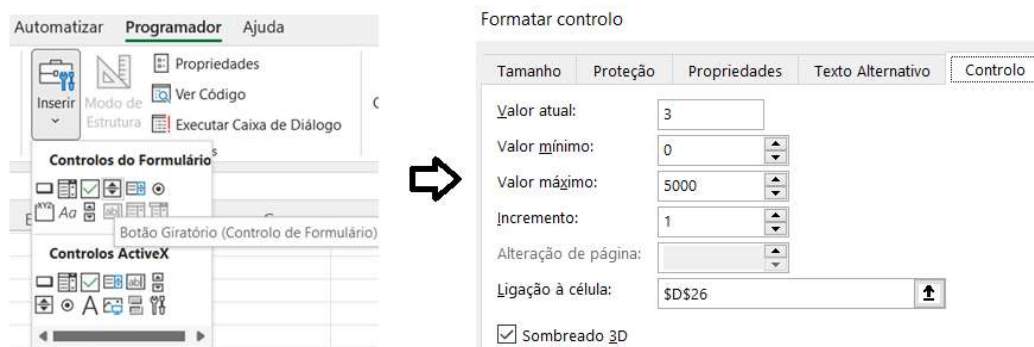 Automatizar Programador Ajuda
Propriedades
Inserir Modo de Estrutura
Ver Código
Executar Caixa de Diálogo
Controlos do Formulário
Aa
Botão Giratório (Controlo de Formulário)
Controlos ActiveX
A
Formatar controlo
Tamanho Proteção Propriedades Texto Alternativo Controlo
Valor atual: 3
Valor mínimo: 0
Valor máximo: 5000
Incremento: 1
Alteração de página:
Ligação à célula: $D$26
Sombreado 3D